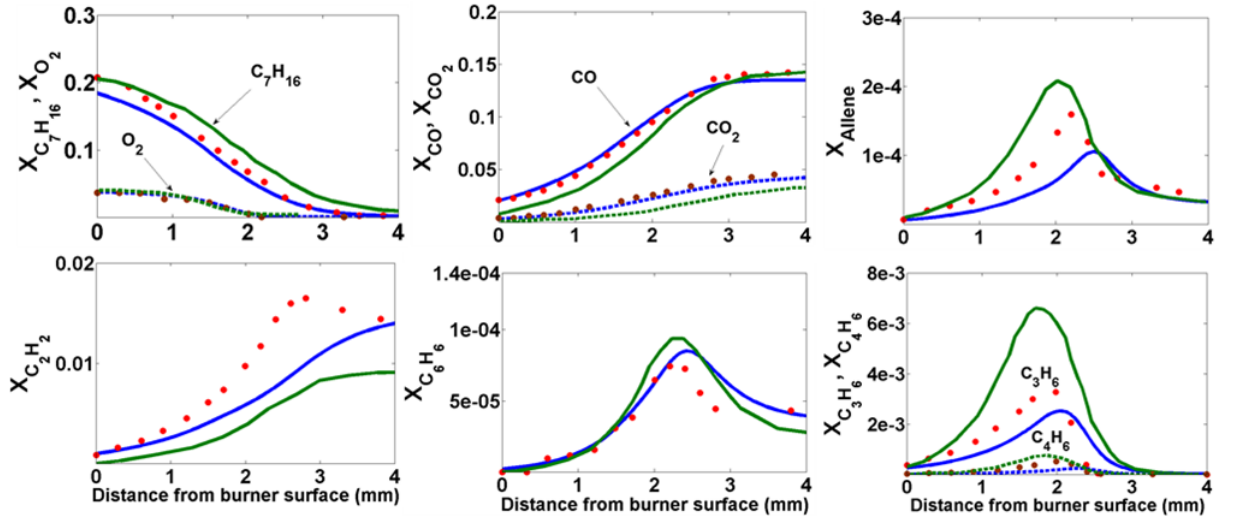 X_C7H16, X_O2
0.3
0.2
0.1
C7H16
O2
0 1 2 3 4
X_CO, X_CO2
0.2
0.15
0.1
0.05
0
CO
CO2
0 1 2 3 4
X_Allene
3e-4
2e-4
1e-4
0 1 2 3 4
X_C2H2
0.02
0.01
0 1 2 3 4
Distance from burner surface (mm)
X_C6H6
1.4e-04
1e-04
5e-05
0
0 1 2 3 4
Distance from burner surface (mm)
X_C3H6, X_C4H6
8e-3
6e-3
4e-3
2e-3
0
C3H6
C4H6
0 1 2 3 4
Distance from burner surface (mm)